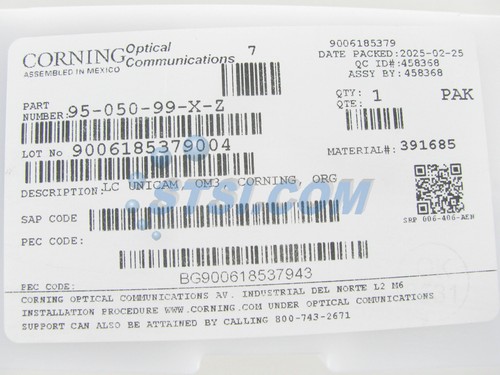 CORNING Optical Communications 7
ASSEMBLED IN MEXICO
9006185379
DATE PACKED:2025-02-25
QC ID#:458368
ASSY BY:458368
PART NUMBER: 95-050-99-X-Z
QTY: 1 PAK
QTE:
LOT No 9006185379004
MATERIAL#: 391685
DESCRIPTION: LC UNICAM, OM3, CORNING, ORG
STSI.COM
SAP CODE
SRP 006-406-AEN
PEC CODE:
BG900618537943
PEC CODE:
CORNING OPTICAL COMMUNICATIONS AV. INDUSTRIAL DEL NORTE L2 M6
INSTALLATION PROCEDURE WWW.CORNING.COM UNDER OPTICAL COMUNICATIONS
SUPPORT CAN ALSO BE ATTAINED BY CALLING 800-743-2671